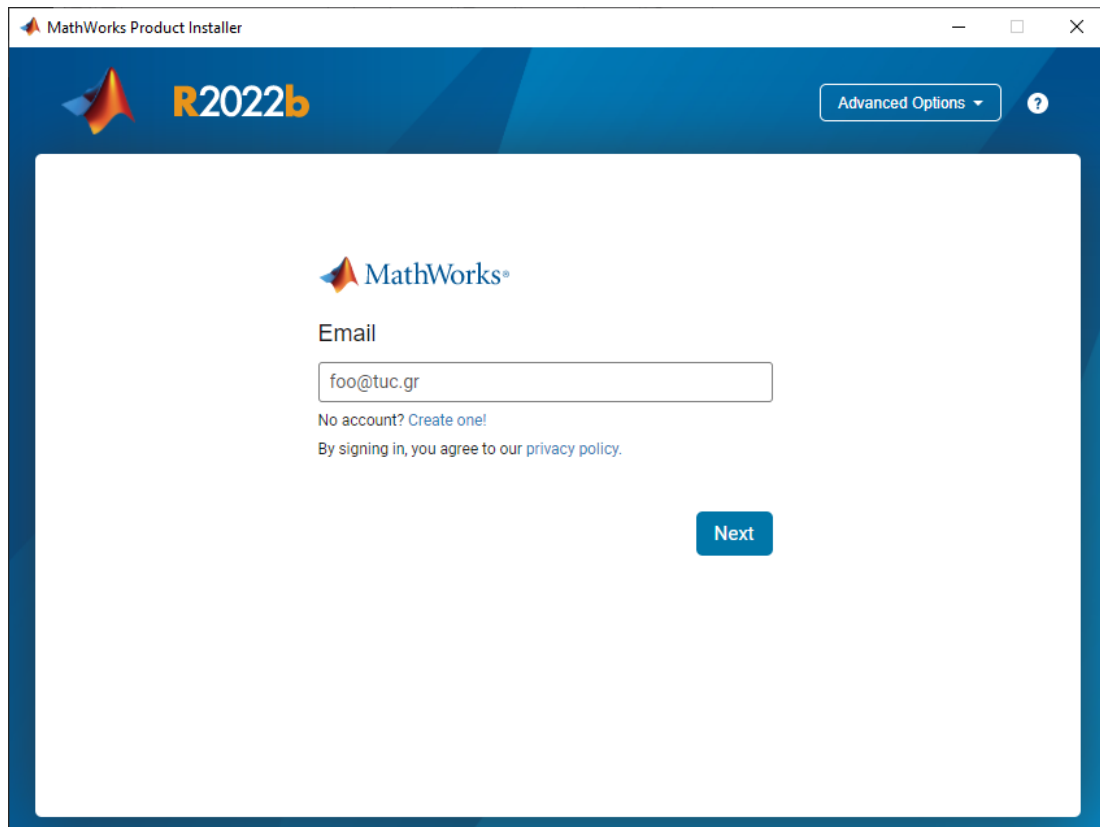 MathWorks Product Installer
R2022b
Advanced Options
?
MathWorks®
Email
foo@tuc.gr
No account? Create one!
By signing in, you agree to our privacy policy.
Next